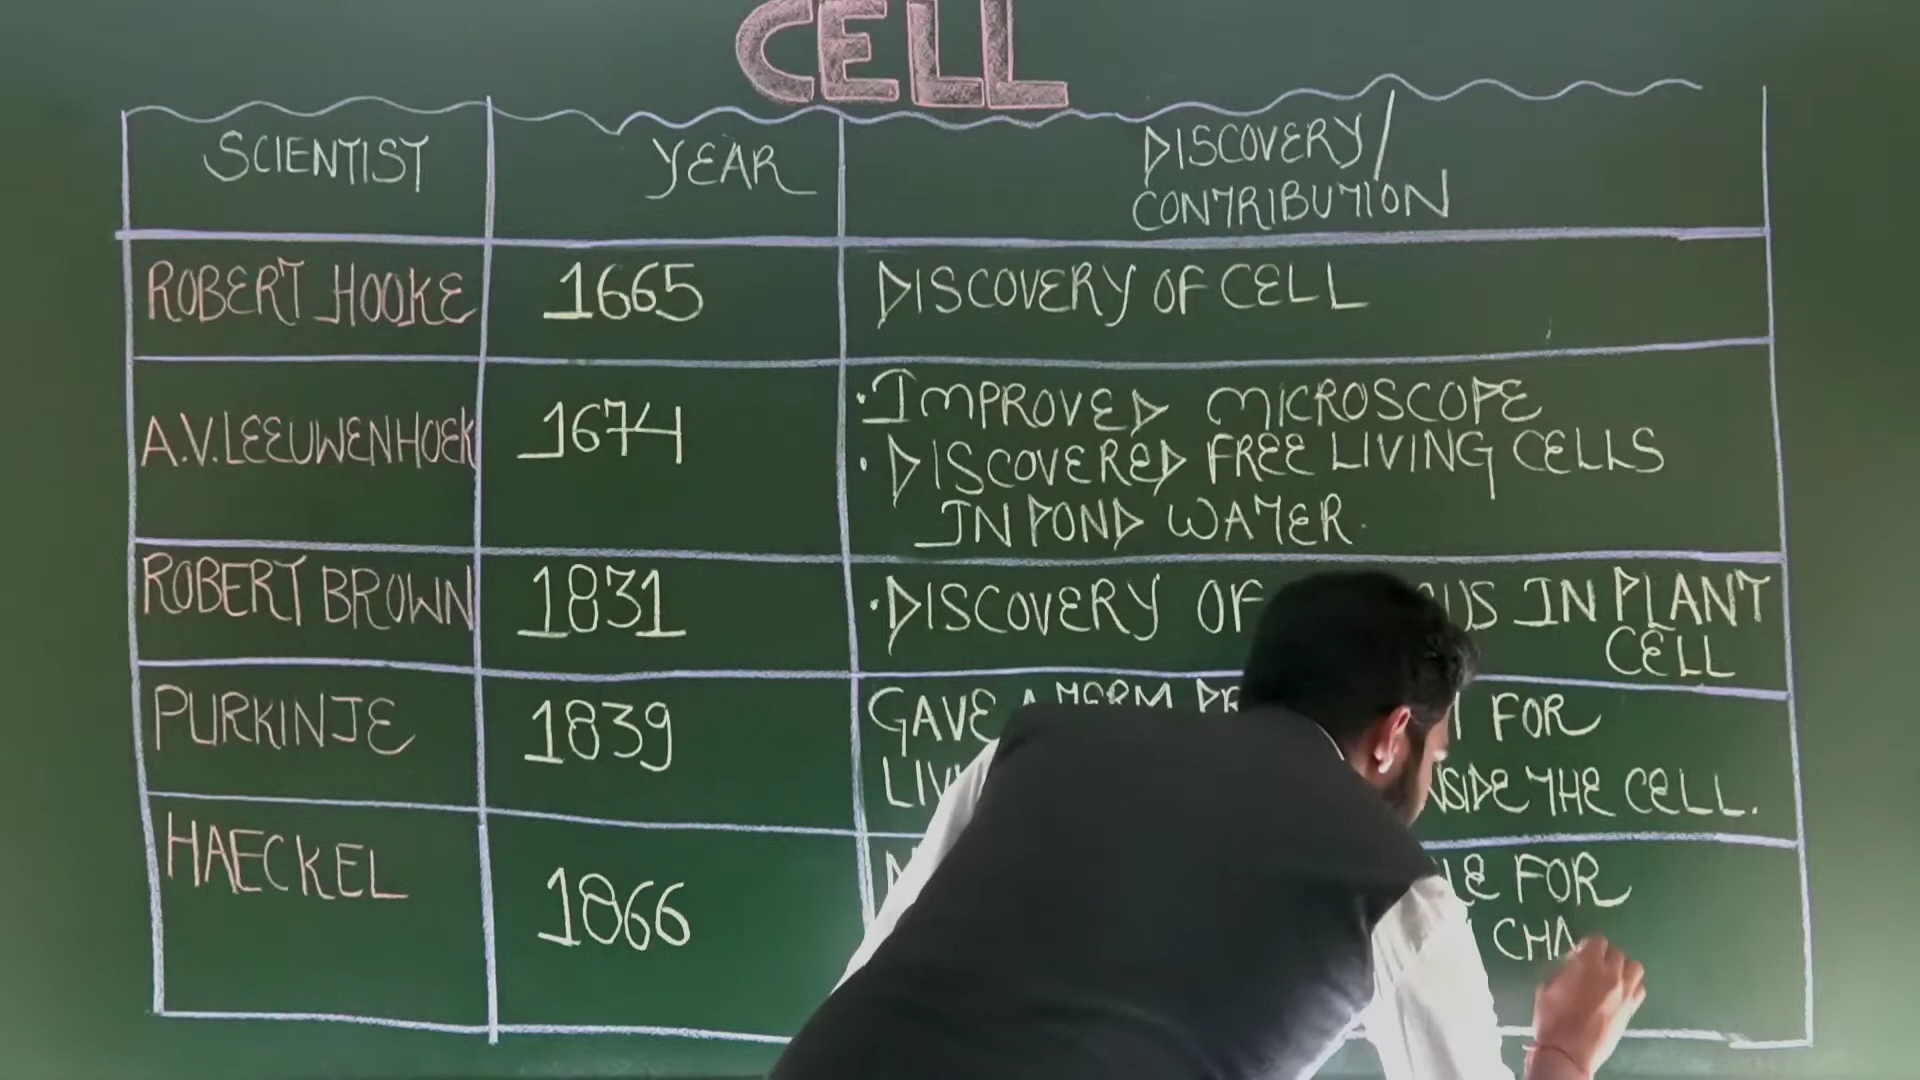 CELL
SCIENTIST YEAR DISCOVERY/
CONTRIBUTION
ROBERT HOOKE 1665 DISCOVERY OF CELL
A.V.LEEUWENHOEK 1674 • IMPROVED MICROSCOPE
• DISCOVERED FREE LIVING CELLS
IN POND WATER.
ROBERT BROWN 1831 • DISCOVERY OF IN PLANT
CELL
PURKINJE 1839 GAVE A FOR
THE CELL.
HAECKEL 1866 FOR
CHA